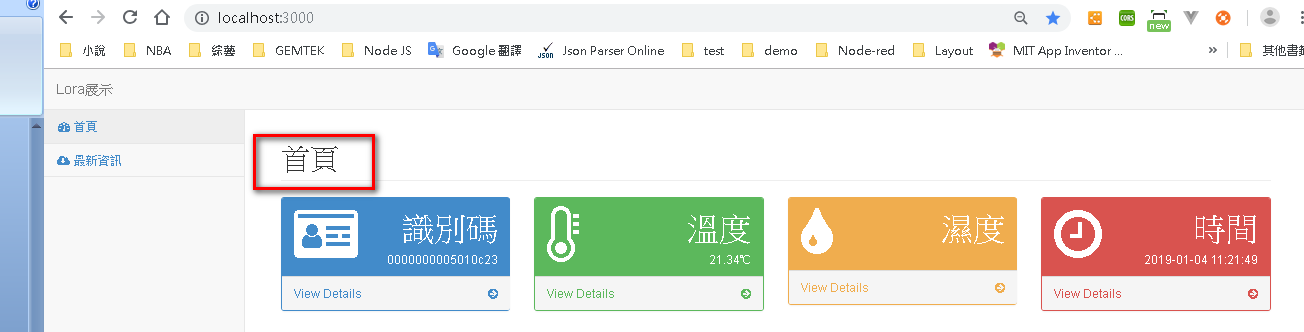 localhost:3000
new
小說 NBA 綜藝 GEMTEK Node JS Google 翻譯 Json Parser Online test demo Node-red Layout MIT App Inventor ... » 其他書籤
Lora展示
首頁
最新資訊
首頁
識別碼
0000000005010c23
View Details
溫度
21.34℃
View Details
濕度
View Details
時間
2019-01-04 11:21:49
View Details